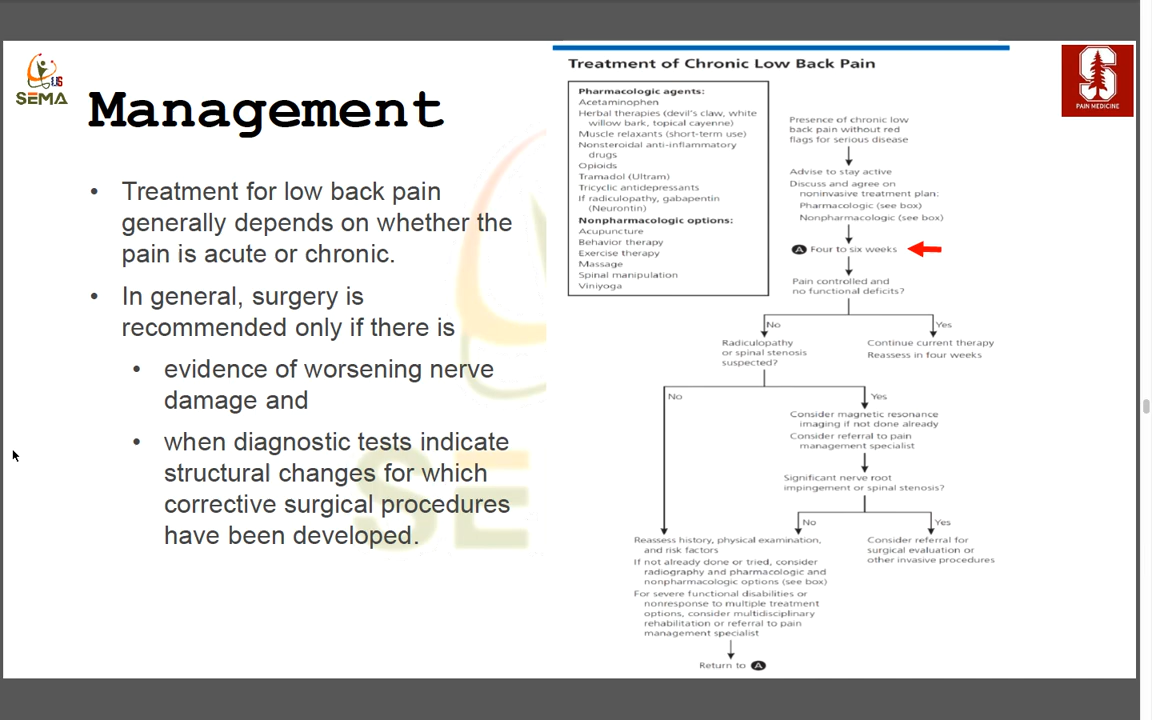 US
SEMA
Management
• Treatment for low back pain
generally depends on whether the
pain is acute or chronic.
• In general, surgery is
recommended only if there is
• evidence of worsening nerve
damage and
• when diagnostic tests indicate
structural changes for which
corrective surgical procedures
have been developed.
SE
Treatment of Chronic Low Back Pain
Pharmacologic agents:
Acetaminophen
Herbal therapies (devil's claw, white
willow bark, topical cayenne)
Muscle relaxants (short-term use)
Nonsteroidal anti-inflammatory
drugs
Opioids
Tramadol (Ultram)
Tricyclic antidepressants
If radiculopathy, gabapentin
(Neurontin)
Nonpharmacologic options:
Acupuncture
Behavior therapy
Exercise therapy
Massage
Spinal manipulation
Viniyoga
Presence of chronic low
back pain without red
flags for serious disease
Advise to stay active
Discuss and agree on
noninvasive treatment plan:
Pharmacologic (see box)
Nonpharmacologic (see box)
A Four to six weeks
Pain controlled and
no functional deficits?
No
Yes
Radiculopathy
or spinal stenosis
suspected?
Continue current therapy
Reassess in four weeks
No
Yes
Consider magnetic resonance
imaging if not done already
Consider referral to pain
management specialist
Significant nerve root
impingement or spinal stenosis?
No
Yes
Reassess history, physical examination,
and risk factors
If not already done or tried, consider
radiography and pharmacologic and
nonpharmacologic options (see box)
For severe functional disabilities or
nonresponse to multiple treatment
options, consider multidisciplinary
rehabilitation or referral to pain
management specialist
Consider referral for
surgical evaluation or
other invasive procedures
Return to A
S
PAIN MEDICINE